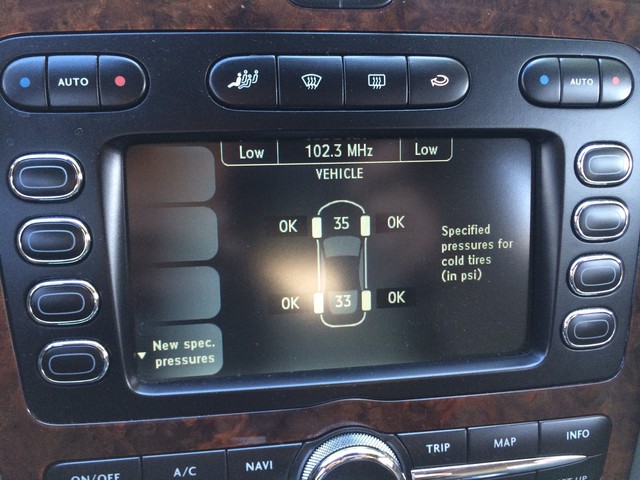 AUTO
AUTO
Low 102.3 MHz Low
VEHICLE
OK 35 OK
Specified
pressures for
cold tires
(in psi)
OK 33 OK
New spec.
pressures
ON/OFF A/C NAVI TRIP MAP INFO